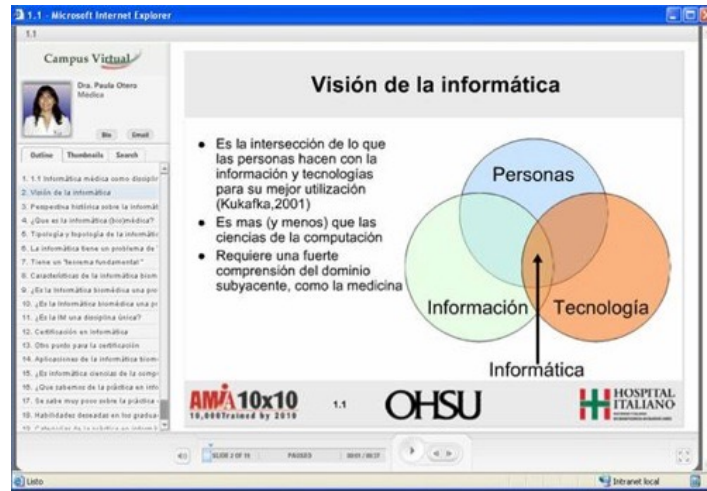 1.1 - Microsoft Internet Explorer
1.1
Campus Virtual
Dra. Paula Otero
Médica
Bio
Email
Outline
Thumbnails
Search
1. 1.1 Informática médica como disciplin
2. Visión de la informática
3. Perspectiva histórica sobre la informát
4. ¿Que es la informática (bio)médica?
5. Tipología y topología de la informátic
6. La informática tiene un problema de "
7. Tiene un "teorema fundamental"
8. Características de la informática biom
9. ¿Es la informática biomédica una pro
10. ¿Es la Informática biomédica una pr
11. ¿Es la IM una disciplina única?
12. Certificación en informática
13. Otro punto para la certificación
14. Aplicaciones de la informática biom
15. ¿Es informática ciencias de la comp
16. ¿Que sabemos de la práctica en info
17. Se sabe muy poco sobre la práctica
18. Habilidades deseadas en los gradua
19. Categorías de la práctica en inform
Visión de la informática
Es la intersección de lo que
las personas hacen con la
información y tecnologías
para su mejor utilización
(Kukafka,2001)
Es mas (y menos) que las
ciencias de la computación
Requiere una fuerte
comprensión del dominio
subyacente, como la medicina
Personas
Información
Tecnología
Informática
AMIA 10x10
10,000 Trained by 2010
1.1
OHSU
HOSPITAL
ITALIANO
SLIDE 2 OF 19
PAUSED
Listo
Intranet local